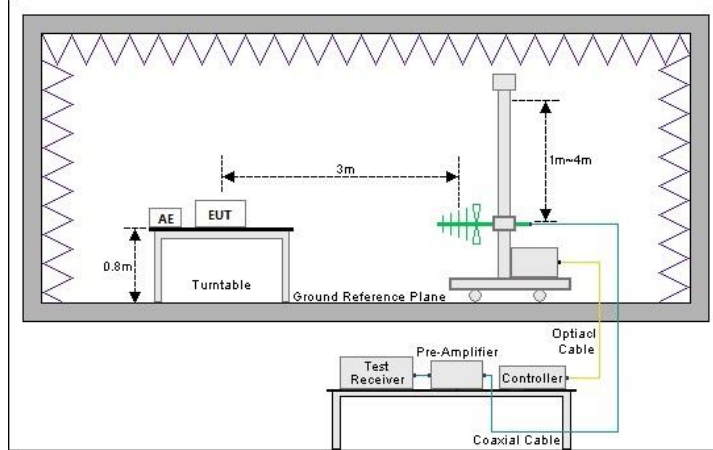 3m
1m~4m
AE
EUT
0.8m
Turntable
Ground Reference Plane
Optiacl
Cable
Pre-Amplifier
Test
Receiver
Controller
Coaxial Cable